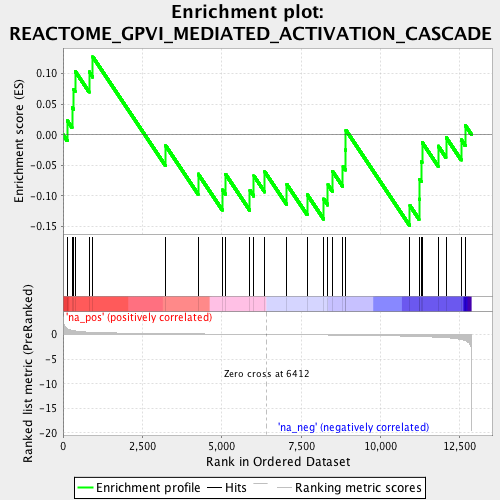 Enrichment plot:
REACTOME_GPVI_MEDIATED_ACTIVATION_CASCADE
Enrichment score (ES)
0.10
0.05
0.00
-0.05
-0.10
-0.15
'na_pos' (positively correlated)
Ranked list metric (PreRanked)
0
-5
-10
-15
-20
Zero cross at 6412
'na_neg' (negatively correlated)
0
2,500
5,000
7,500
10,000
12,500
Rank in Ordered Dataset
Enrichment profile
Hits
Ranking metric scores